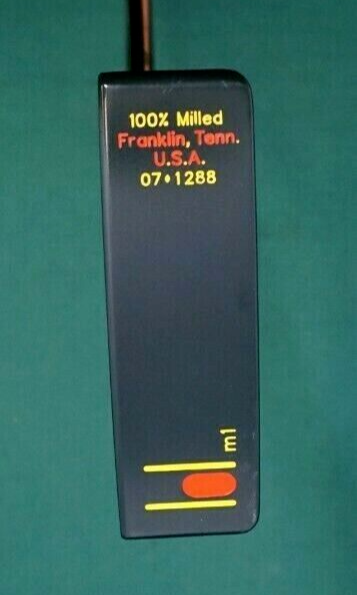 100% Milled
Franklin, Tenn.
U.S.A.
07•1288
m1